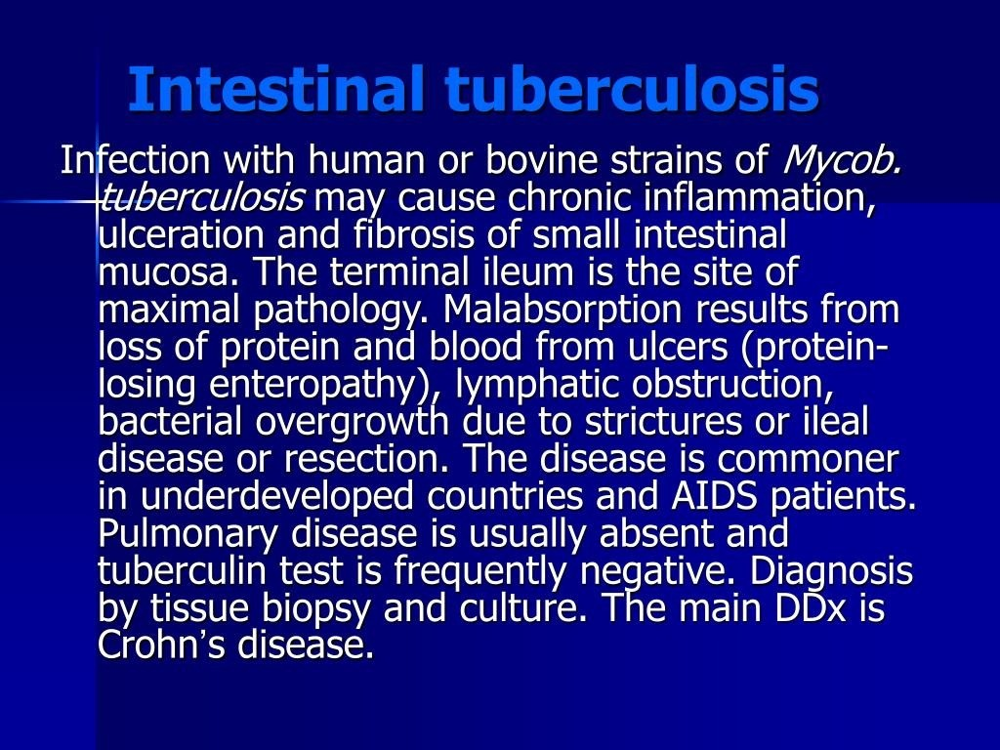 Intestinal tuberculosis
Infection with human or bovine strains of Mycob.
tuberculosis may cause chronic inflammation,
ulceration and fibrosis of small intestinal
mucosa. The terminal ileum is the site of
maximal pathology. Malabsorption results from
loss of protein and blood from ulcers (protein-
losing enteropathy), lymphatic obstruction,
bacterial overgrowth due to strictures or ileal
disease or resection. The disease is commoner
in underdeveloped countries and AIDS patients.
Pulmonary disease is usually absent and
tuberculin test is frequently negative. Diagnosis
by tissue biopsy and culture. The main DDx is
Crohn’s disease.